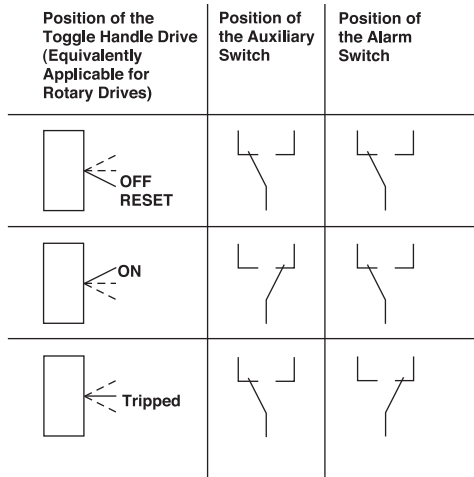 Position of the
Toggle Handle Drive
(Equivalently
Applicable for
Rotary Drives)
Position of
the Auxiliary
Switch
Position of
the Alarm
Switch
OFF
RESET
ON
Tripped